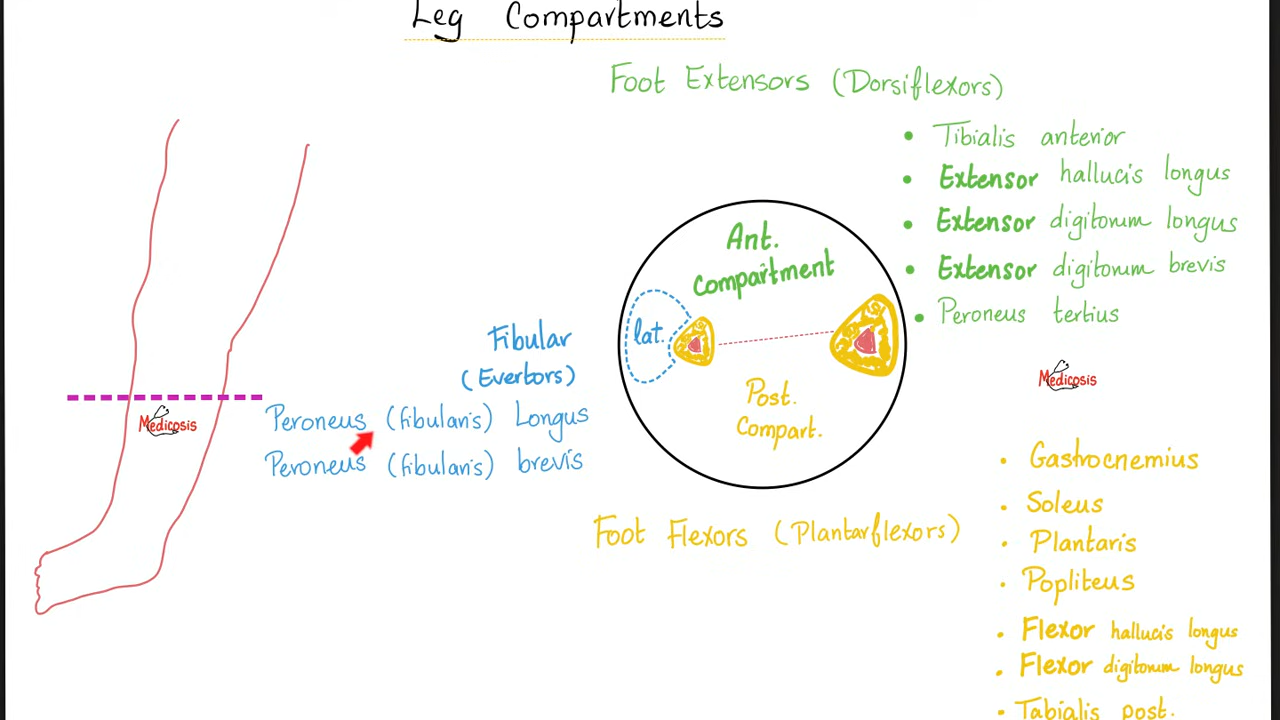 Leg Compartments
Foot Extensors (Dorsiflexors)
• Tibialis anterior
• Extensor hallucis longus
• Extensor digitorum longus
• Extensor digitorum brevis
• Peroneus tertius
Ant.
compartment
lat.
Post.
Compart.
Fibular
(Evertors)
Peroneus (fibularis) Longus
Peroneus (fibularis) brevis
Medicosis
Medicosis
Foot Flexors (Plantarflexors)
• Gastrocnemius
• Soleus
• Plantaris
• Popliteus
• Flexor hallucis longus
• Flexor digitorum longus
• Tabialis post.